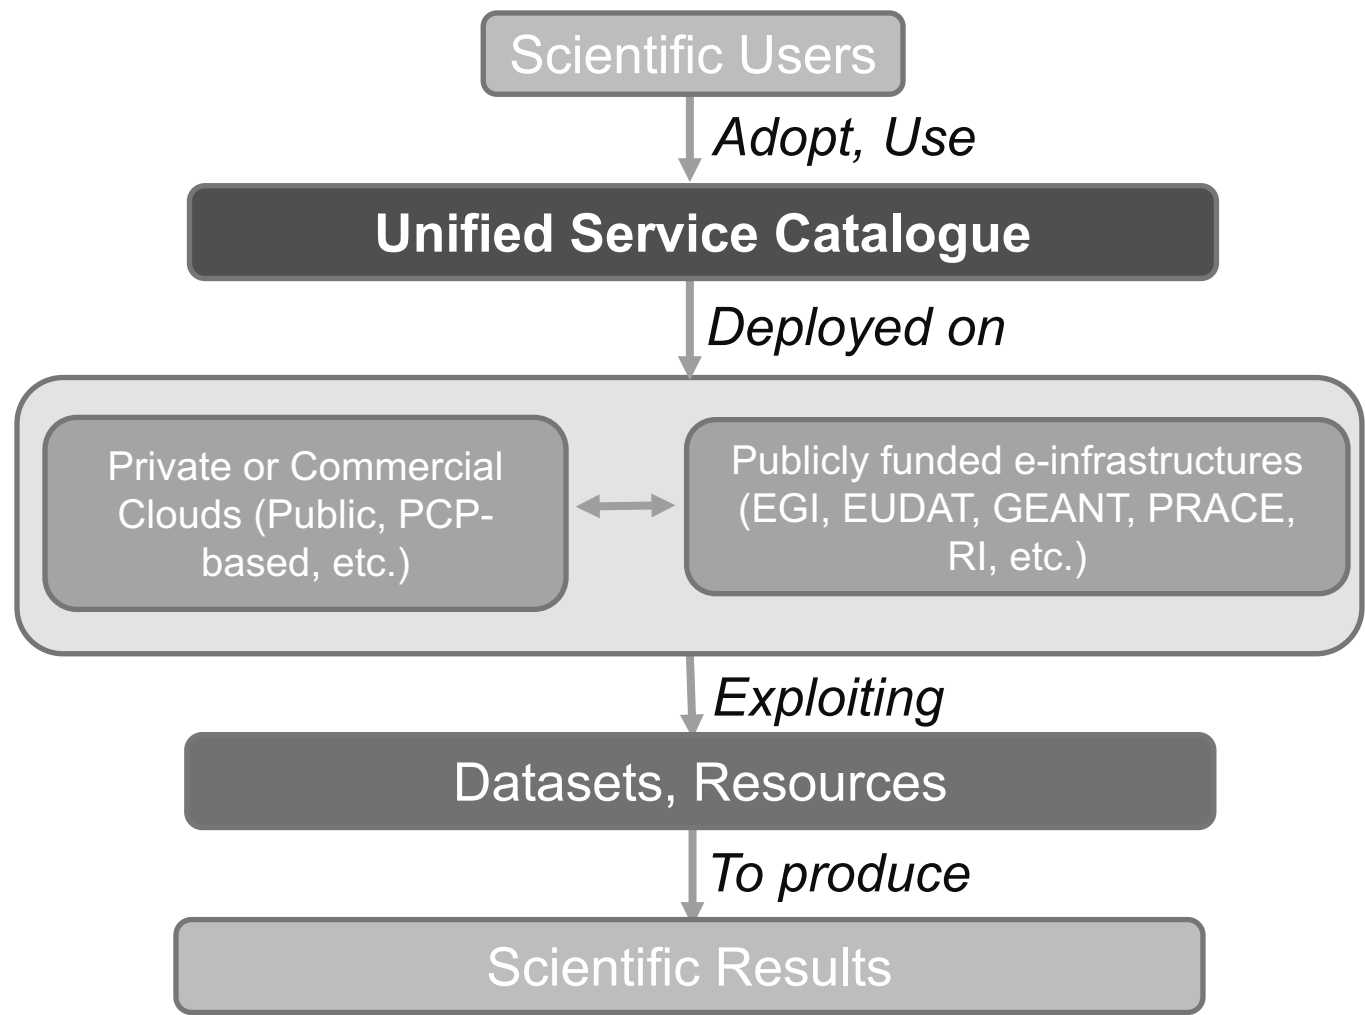 Scientific Users
Adopt, Use
Unified Service Catalogue
Deployed on
Private or Commercial
Clouds (Public, PCP-
based, etc.)
Publicly funded e-infrastructures
(EGI, EUDAT, GEANT, PRACE,
RI, etc.)
Exploiting
Datasets, Resources
To produce
Scientific Results